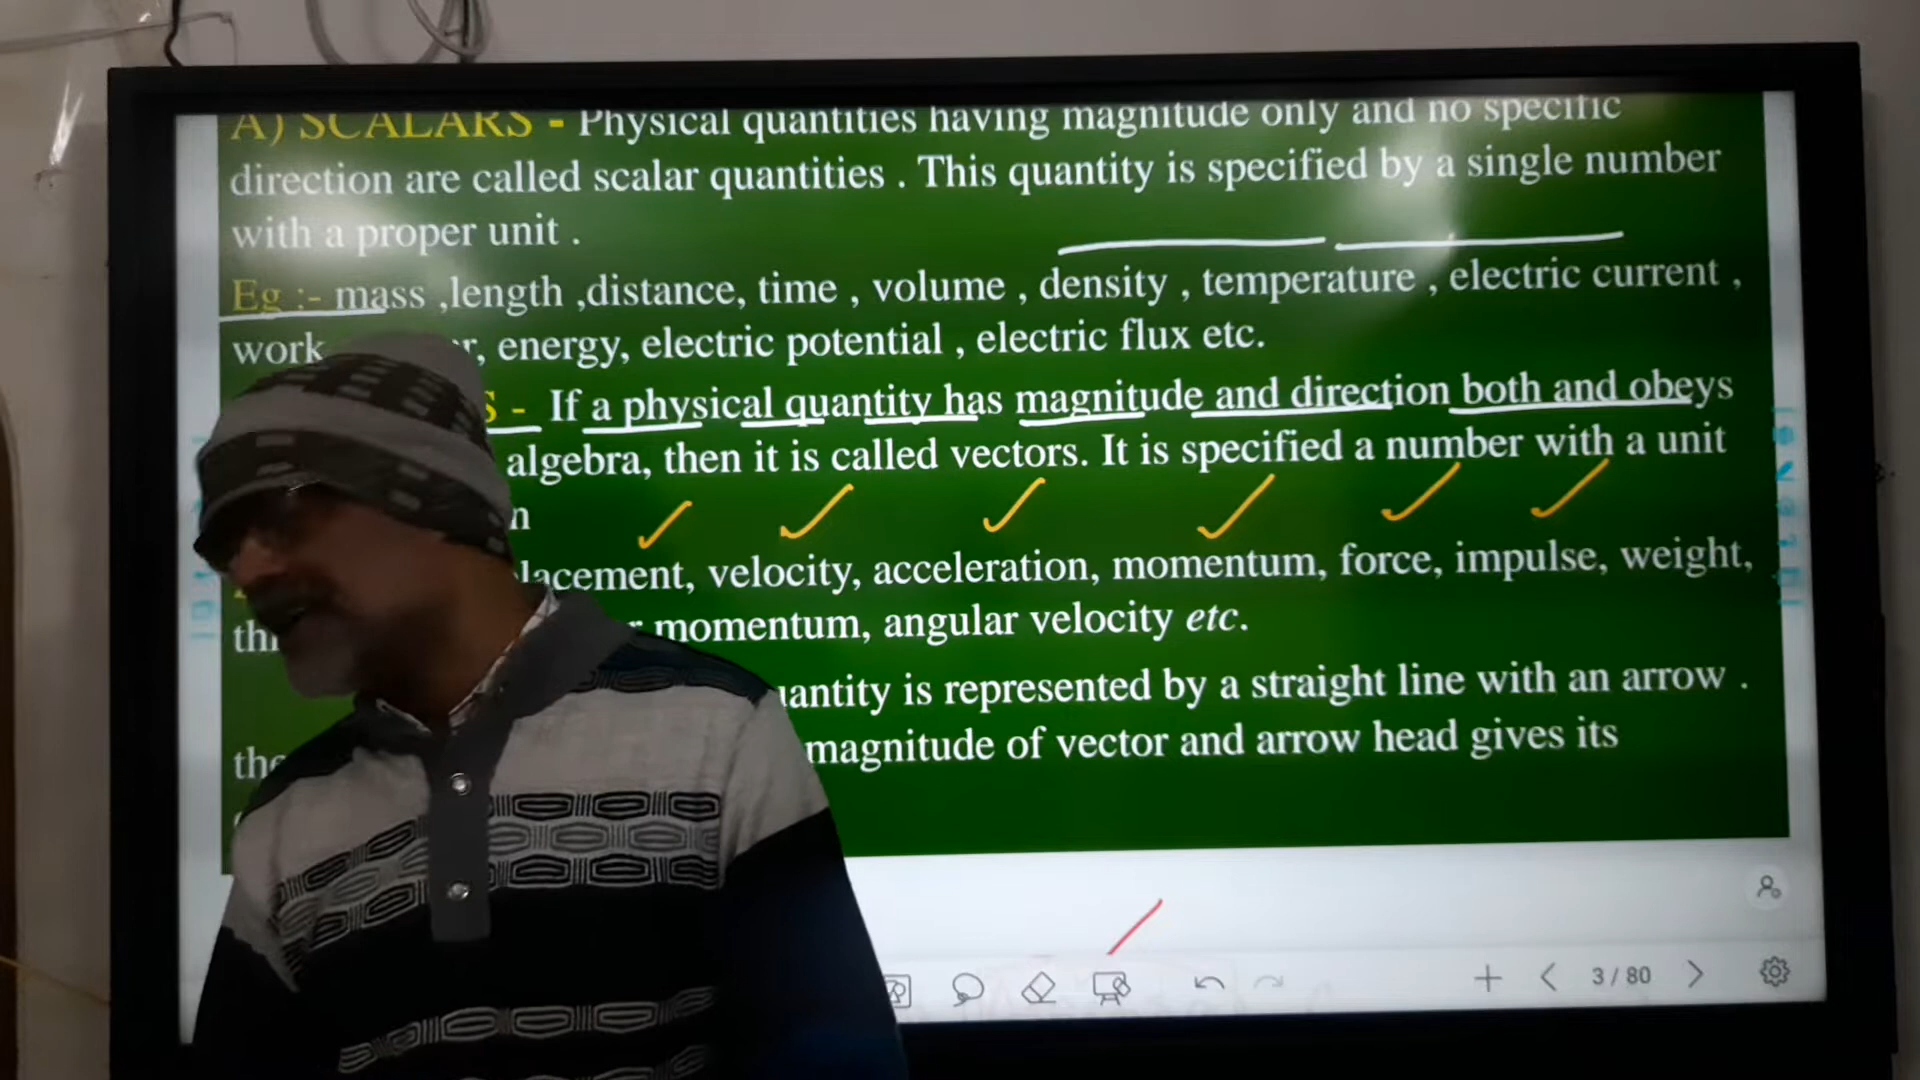 A) SCALARS - Physical quantities having magnitude only and no specific
direction are called scalar quantities . This quantity is specified by a single number
with a proper unit .
Eg :- mass ,length ,distance, time , volume , density , temperature , electric current ,
work energy, electric potential , electric flux etc.
S - If a physical quantity has magnitude and direction both and obeys
algebra, then it is called vectors. It is specified a number with a unit
n
lacement, velocity, acceleration, momentum, force, impulse, weight,
momentum, angular velocity etc.
uantity is represented by a straight line with an arrow .
magnitude of vector and arrow head gives its
3 / 80